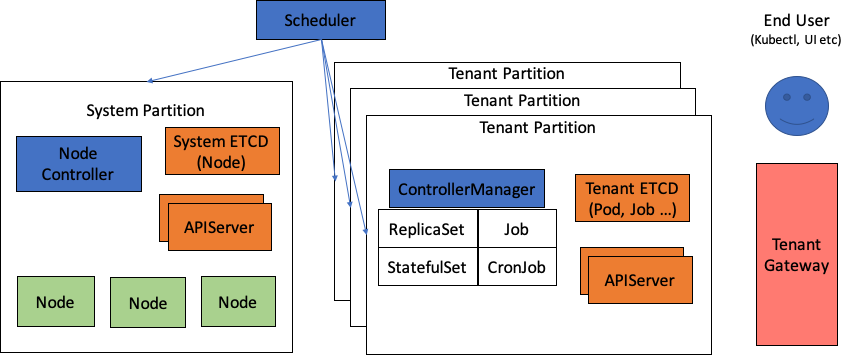 Scheduler
End User
(Kubectl, UI etc)
System Partition
Node
Controller
System ETCD
(Node)
APIServer
Node
Node
Node
Tenant Partition
Tenant Partition
Tenant Partition
ControllerManager
ReplicaSet
Job
StatefulSet
CronJob
Tenant ETCD
(Pod, Job ...)
APIServer
Tenant
Gateway